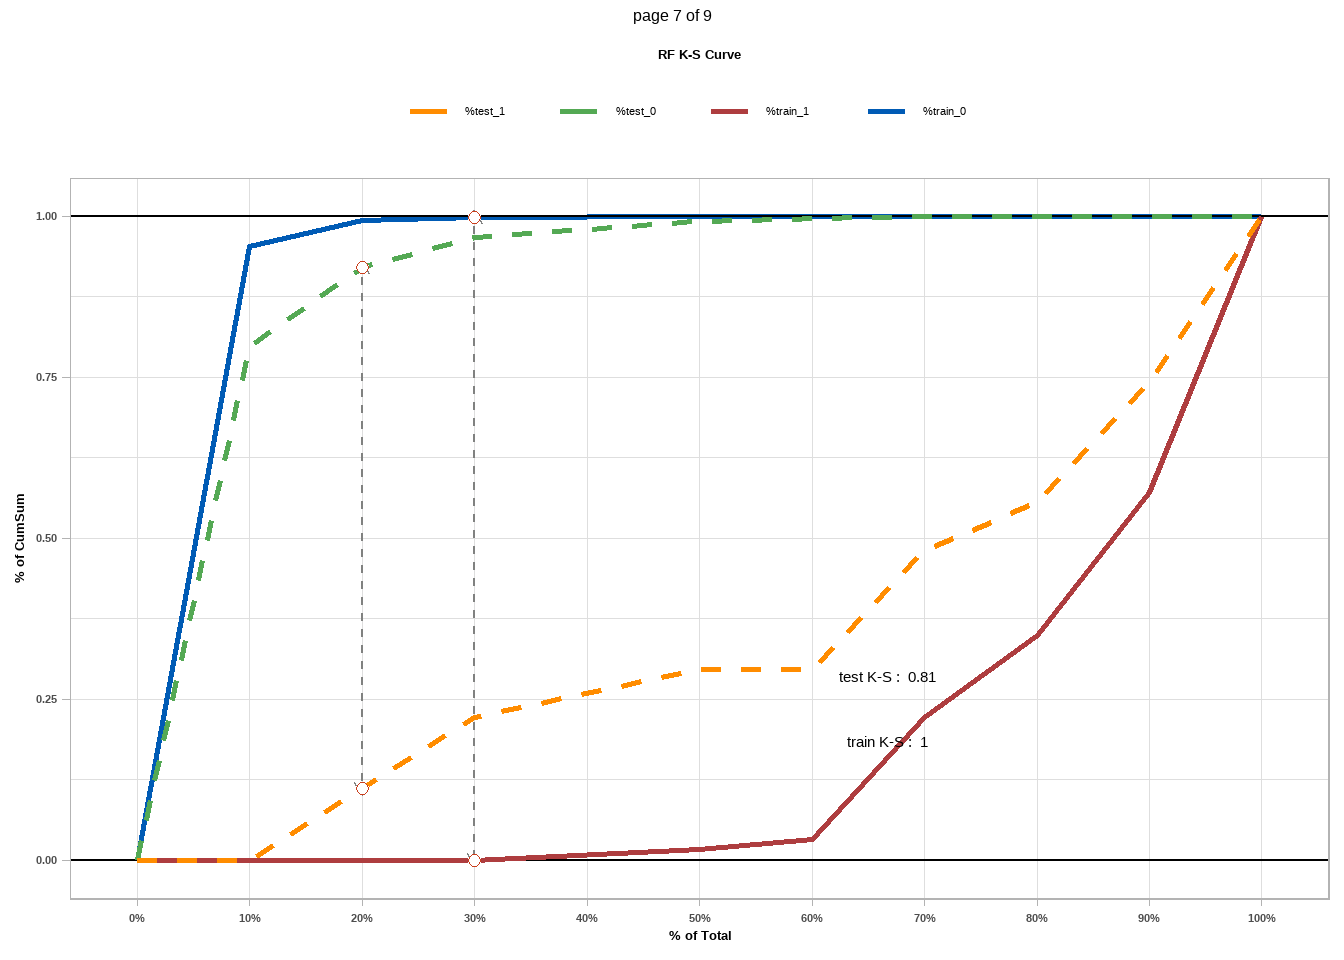 page 7 of 9
RF K-S Curve
%test_1 %test_0 %train_1 %train_0
1.00
0.75
0.50
0.25
0.00
% of CumSum
test K-S : 0.81
train K-S : 1
0% 10% 20% 30% 40% 50% 60% 70% 80% 90% 100%
% of Total